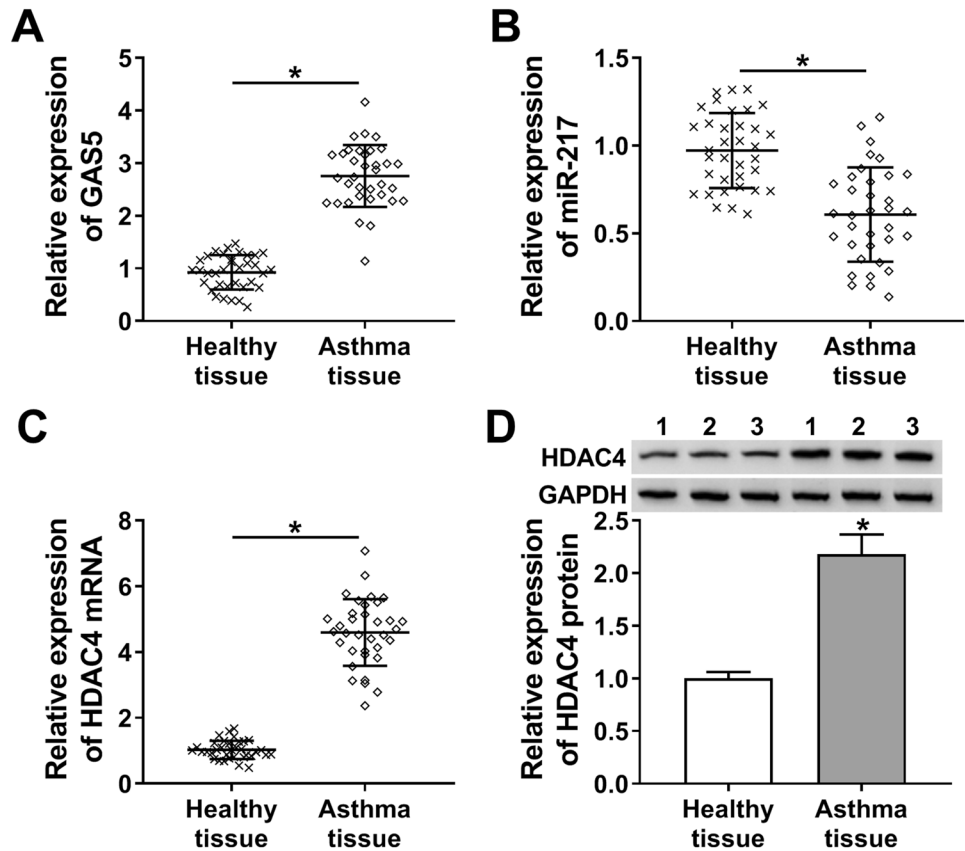 A
Relative expression
of GAS5
5
4
3
2
1
0
*
Healthy
tissue
Asthma
tissue
B
Relative expression
of miR-217
1.5
1.0
0.5
0.0
*
Healthy
tissue
Asthma
tissue
C
Relative expression
of HDAC4 mRNA
8
6
4
2
0
*
Healthy
tissue
Asthma
tissue
D
1 2 3 1 2 3
HDAC4
GAPDH
Relative expression
of HDAC4 protein
2.5
2.0
1.5
1.0
0.5
0.0
*
Healthy
tissue
Asthma
tissue